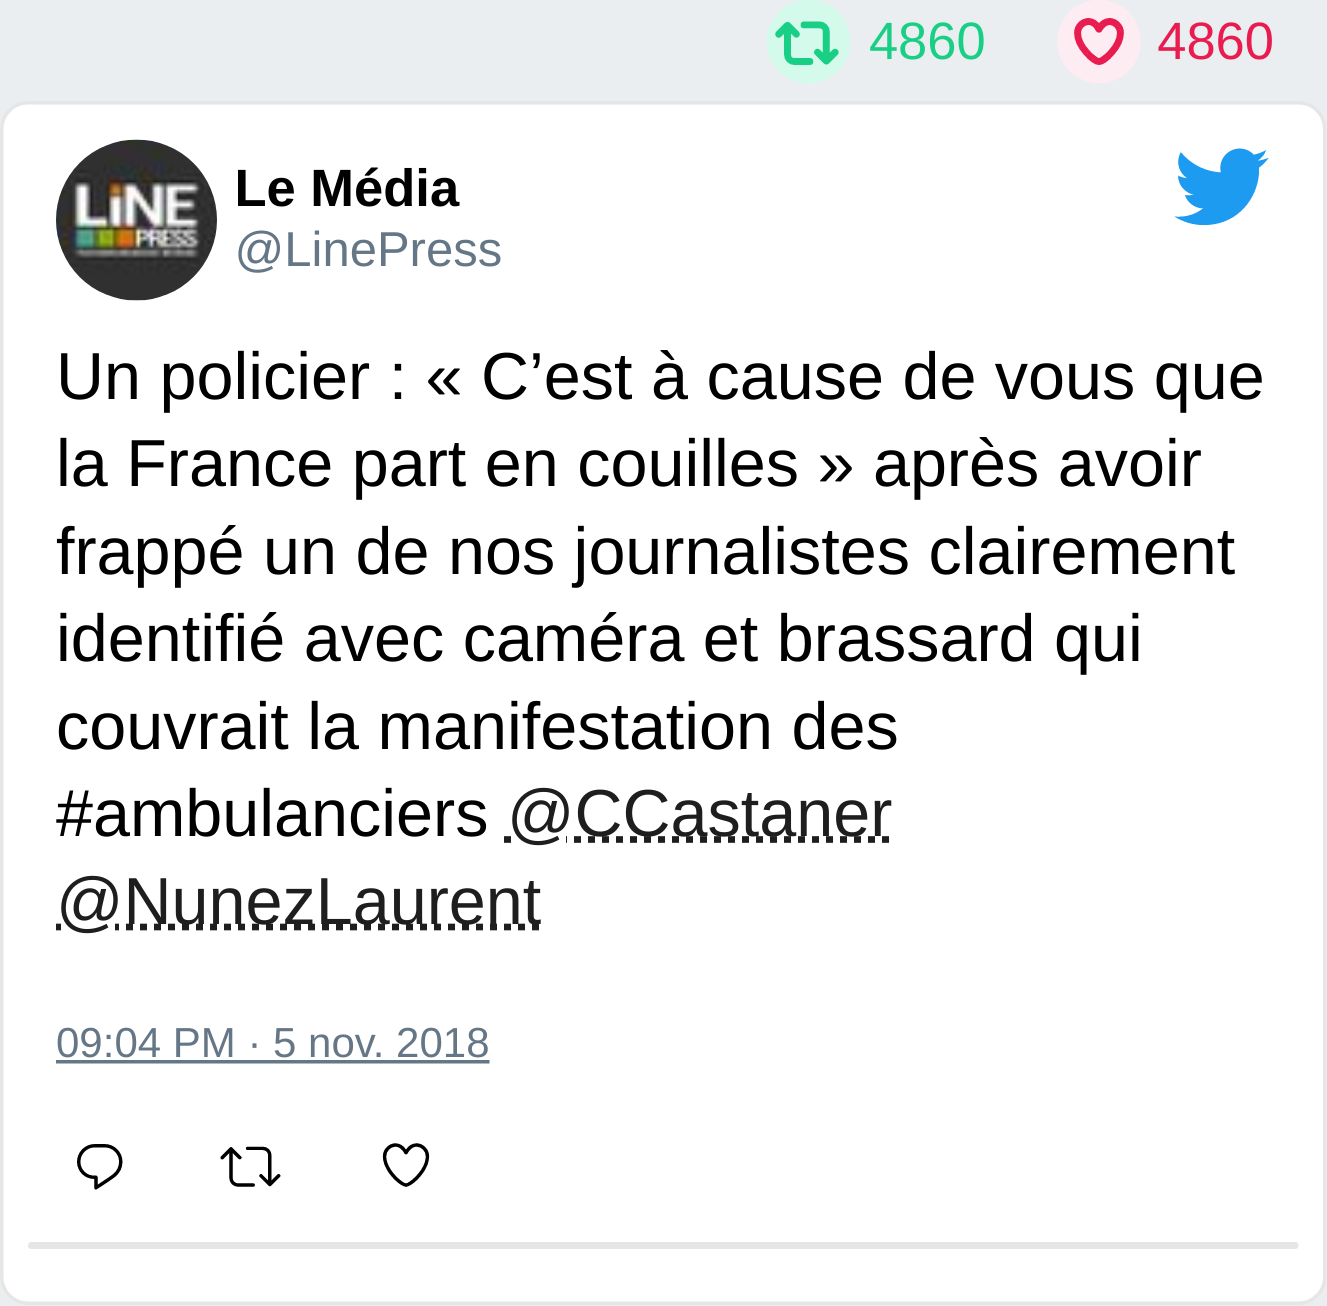 4860 4860
LiNE
PRESS
Le Média
@LinePress
Un policier : « C’est à cause de vous que
la France part en couilles » après avoir
frappé un de nos journalistes clairement
identifié avec caméra et brassard qui
couvrait la manifestation des
#ambulanciers @CCastaner
@NunezLaurent
09:04 PM · 5 nov. 2018